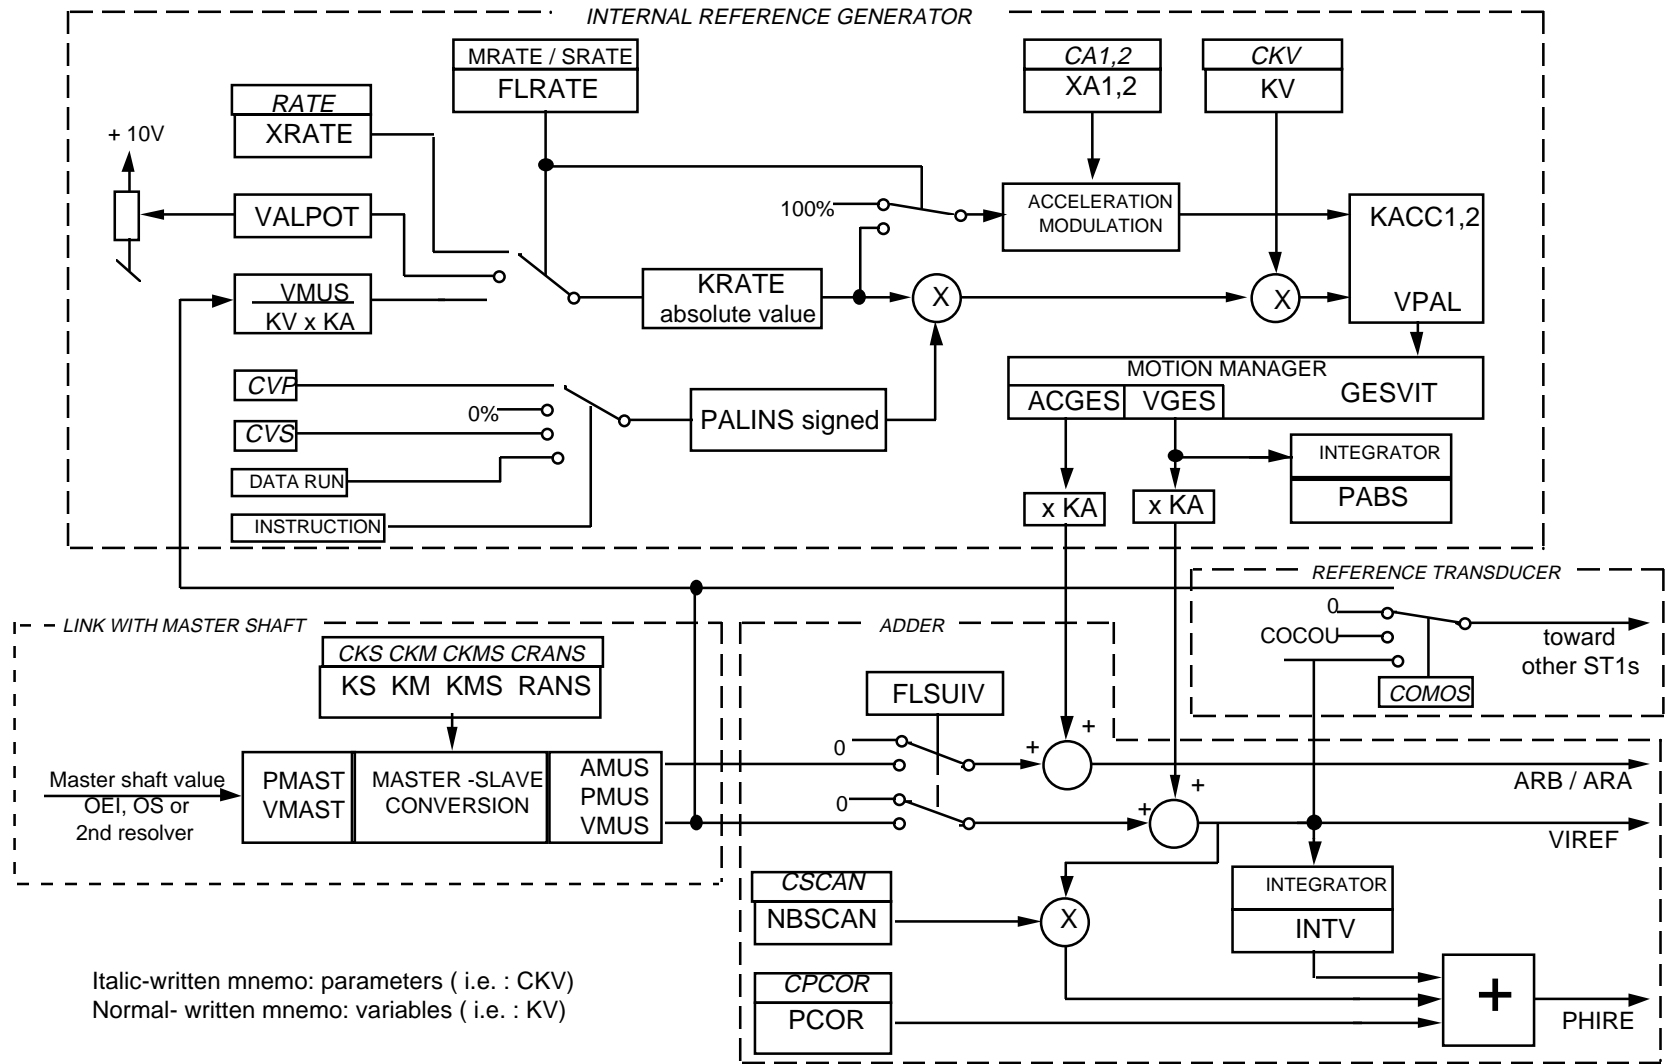 INTERNAL REFERENCE GENERATOR
MRATE / SRATE
FLRATE
CA1,2
XA1,2
CKV
KV
RATE
XRATE
+ 10V
VALPOT
100%
ACCELERATION
MODULATION
KACC1,2
VPAL
VMUS
KV x KA
KRATE
absolute value
X
X
MOTION MANAGER
ACGES
VGES
GESVIT
CVP
0%
CVS
PALINS signed
DATA RUN
INSTRUCTION
INTEGRATOR
PABS
x KA
x KA
REFERENCE TRANSDUCER
0
COCOU
toward
other ST1s
COMOS
LINK WITH MASTER SHAFT
CKS CKM CKMS CRANS
KS KM KMS RANS
Master shaft value
OEI, OS or
2nd resolver
PMAST
VMAST
MASTER -SLAVE
CONVERSION
AMUS
PMUS
VMUS
ADDER
FLSUIV
0
+
+
ARB / ARA
0
+
+
VIREF
CSCAN
NBSCAN
X
INTEGRATOR
INTV
CPCOR
PCOR
+
PHIRE
Italic-written mnemo: parameters ( i.e. : CKV)
Normal- written mnemo: variables ( i.e. : KV)